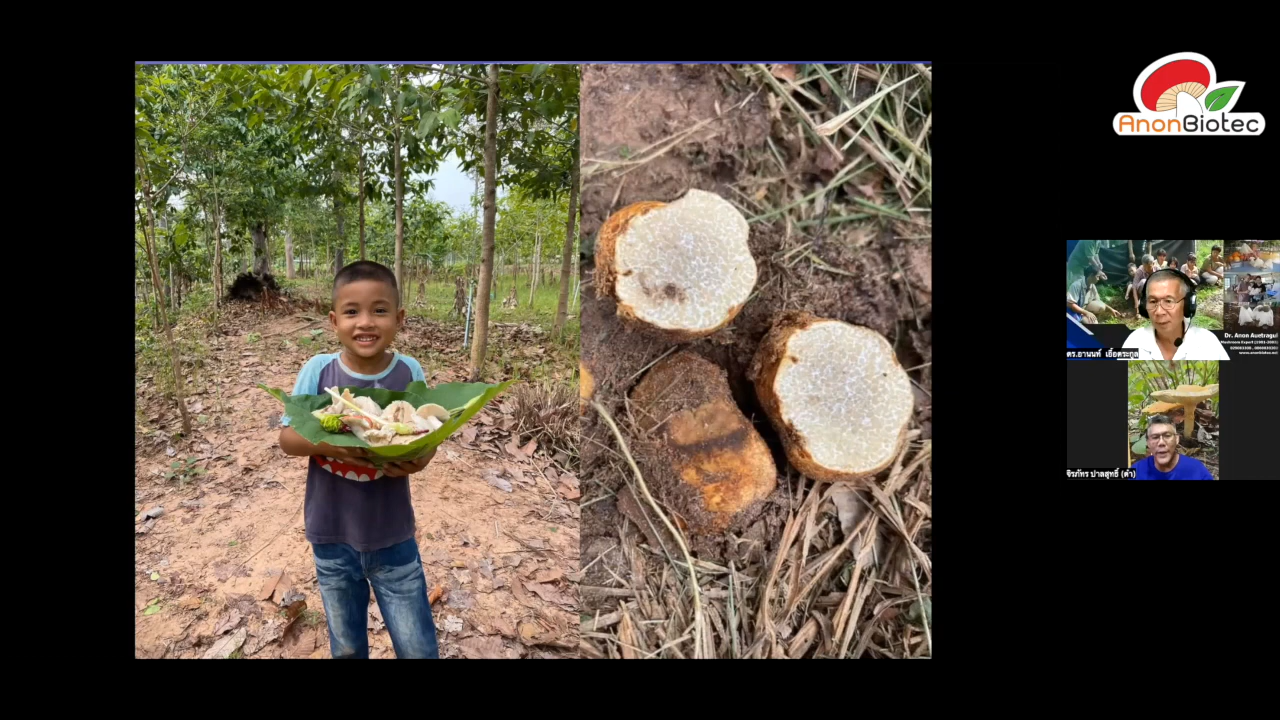 AnonBiotec
Dr. Anon Auetragul
ดร.อานนท์ เอื้อตระกูล
จิรภัทร ปาลสุทธิ์ (ดำ)